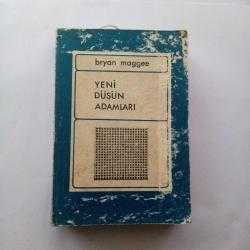 bryan maggee
YENİ
DÜŞÜN
ADAMLARI